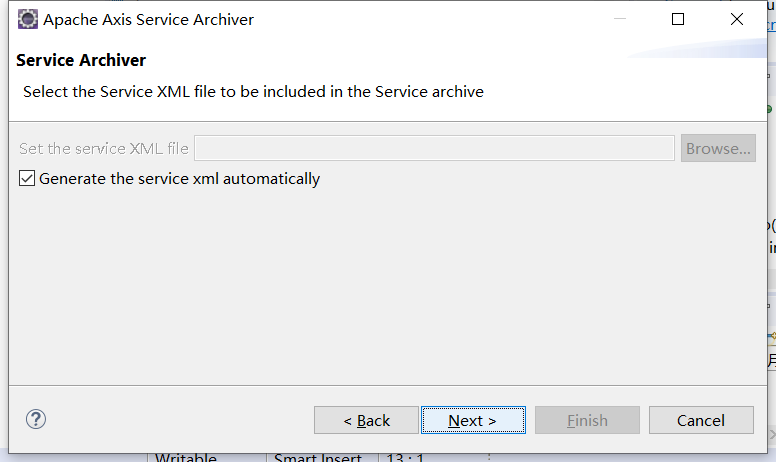 Apache Axis Service Archiver
Service Archiver
Select the Service XML file to be included in the Service archive
Set the service XML file
Browse...
Generate the service xml automatically
< Back
Next >
Finish
Cancel
Writable
Smart Insert
13 : 1